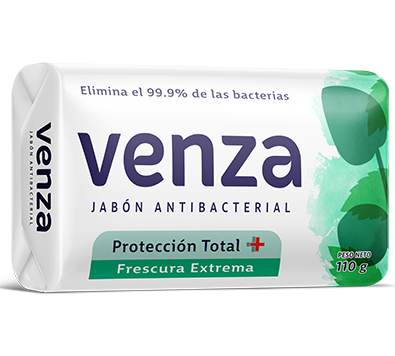 Elimina el 99.9% de las bacterias
venza
JABÓN ANTIBACTERIAL
Protección Total
Frescura Extrema
PESO NETO
110 g
venza
JABÓN ANTIBACTERIAL